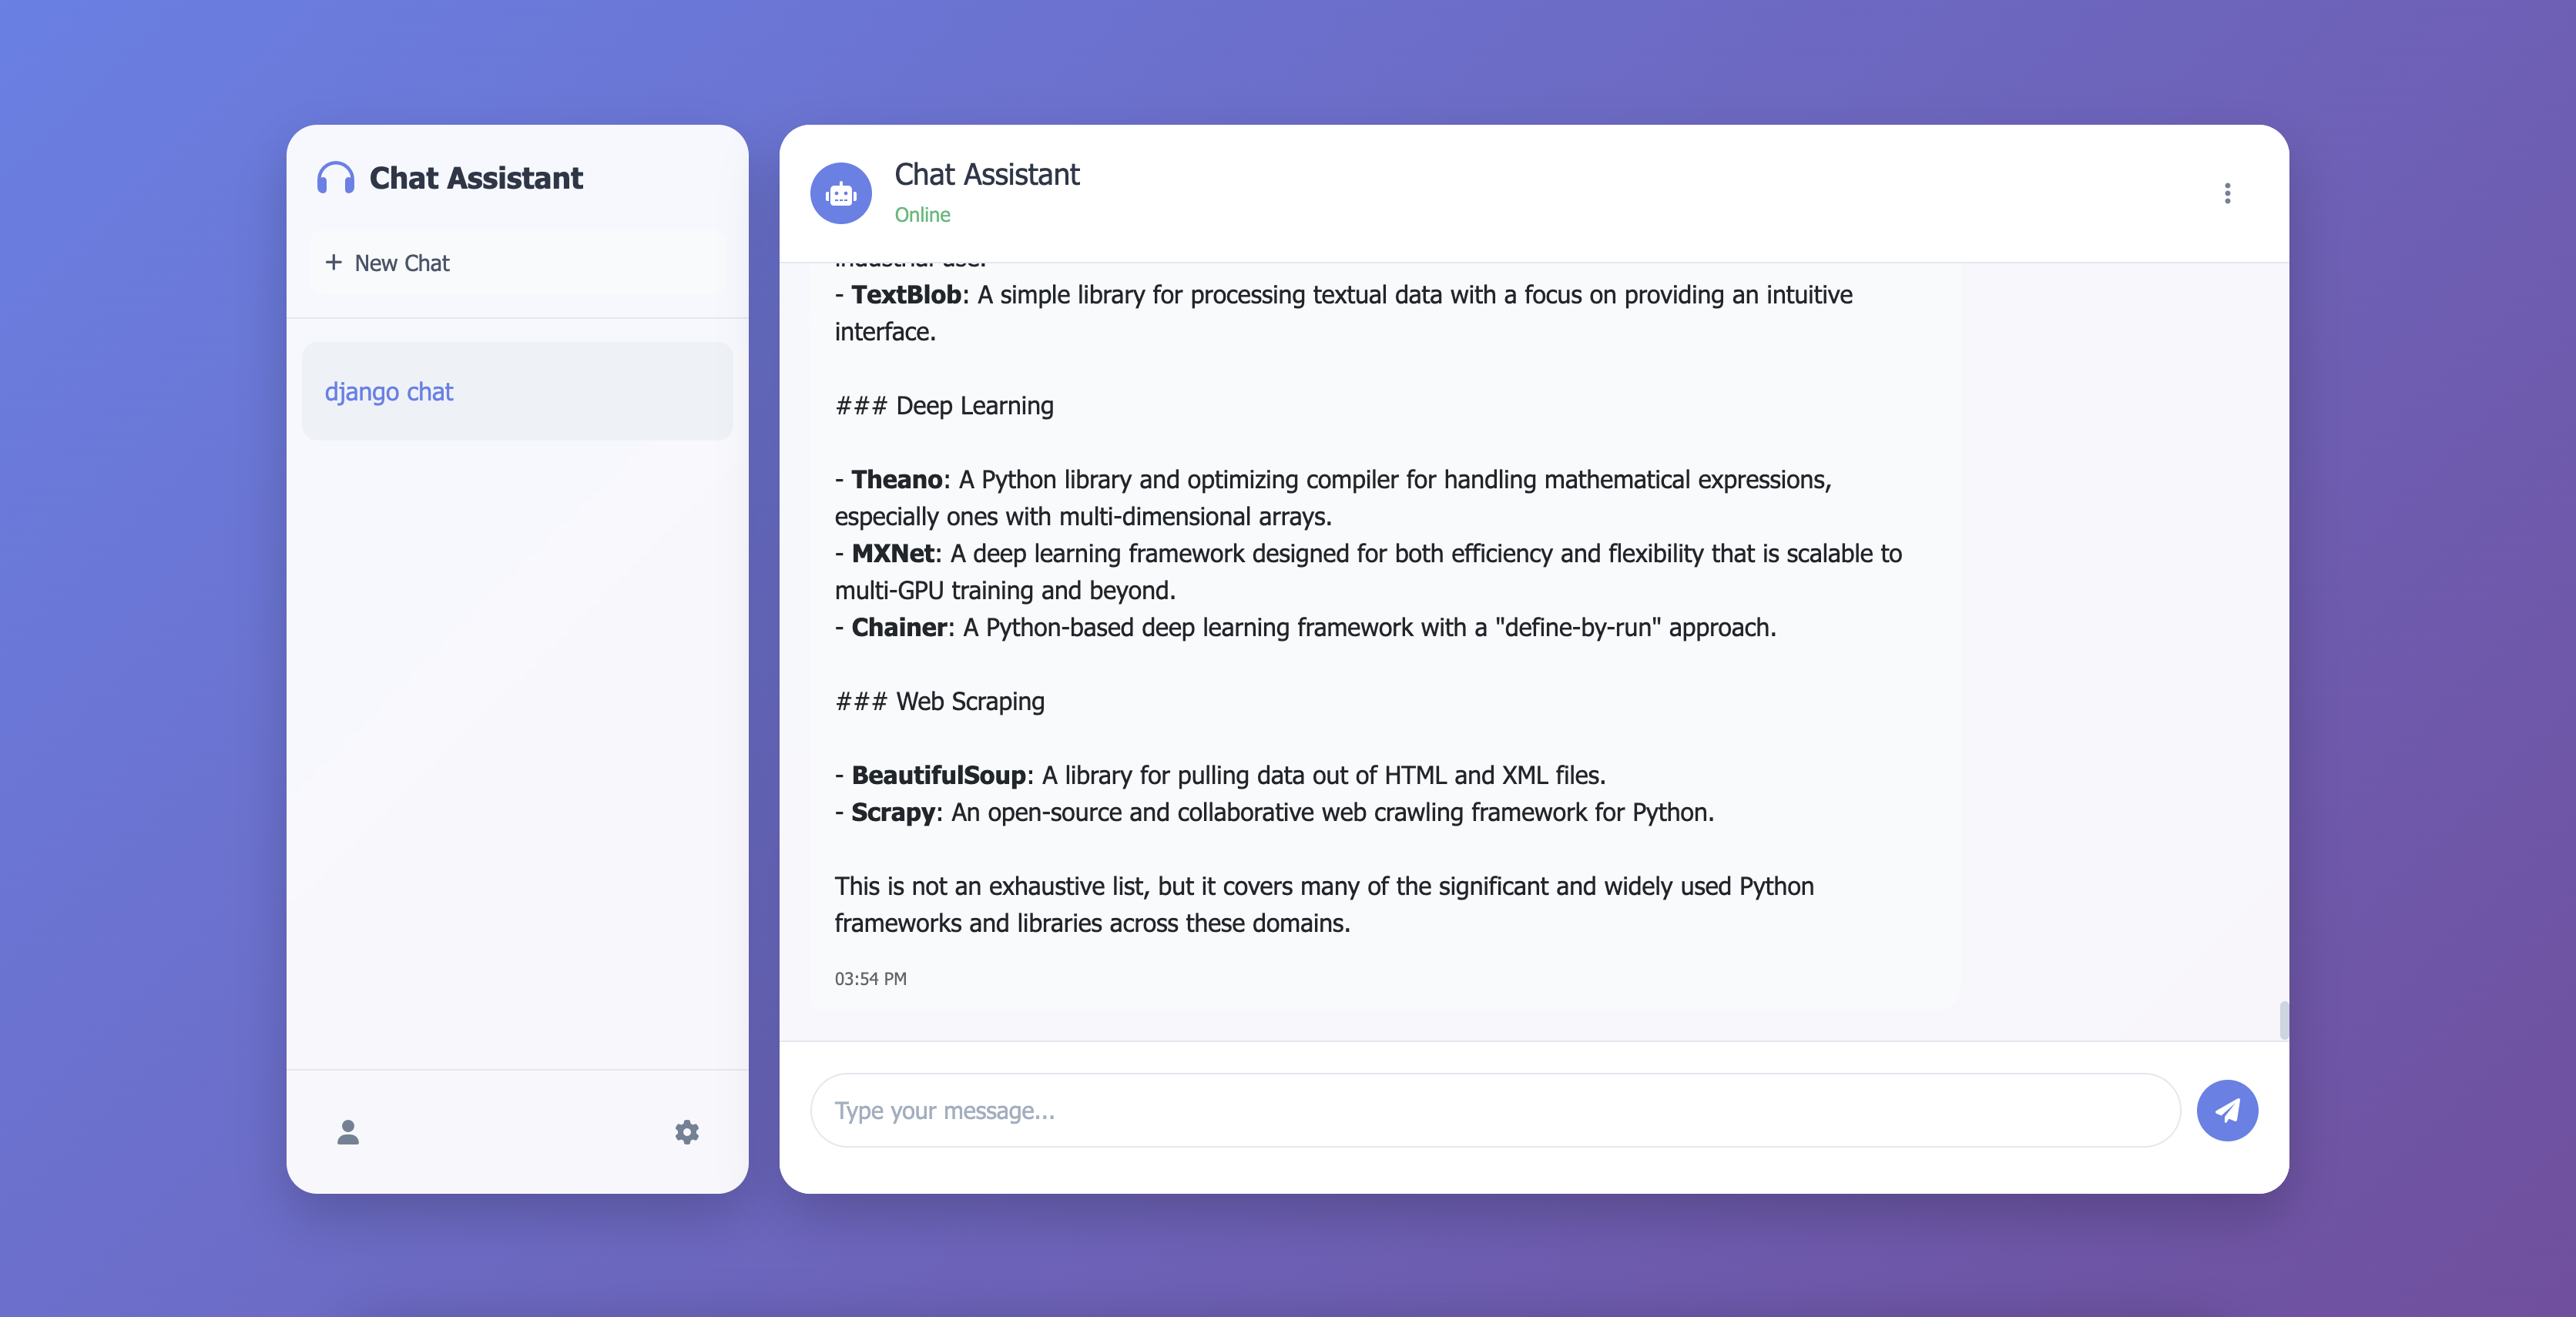 Chat Assistant
New Chat
django chat
Chat Assistant
Online
industrial use.
- TextBlob: A simple library for processing textual data with a focus on providing an intuitive
interface.
### Deep Learning
- Theano: A Python library and optimizing compiler for handling mathematical expressions,
especially ones with multi-dimensional arrays.
- MXNet: A deep learning framework designed for both efficiency and flexibility that is scalable to
multi-GPU training and beyond.
- Chainer: A Python-based deep learning framework with a "define-by-run" approach.
### Web Scraping
- BeautifulSoup: A library for pulling data out of HTML and XML files.
- Scrapy: An open-source and collaborative web crawling framework for Python.
This is not an exhaustive list, but it covers many of the significant and widely used Python
frameworks and libraries across these domains.
03:54 PM
Type your message...